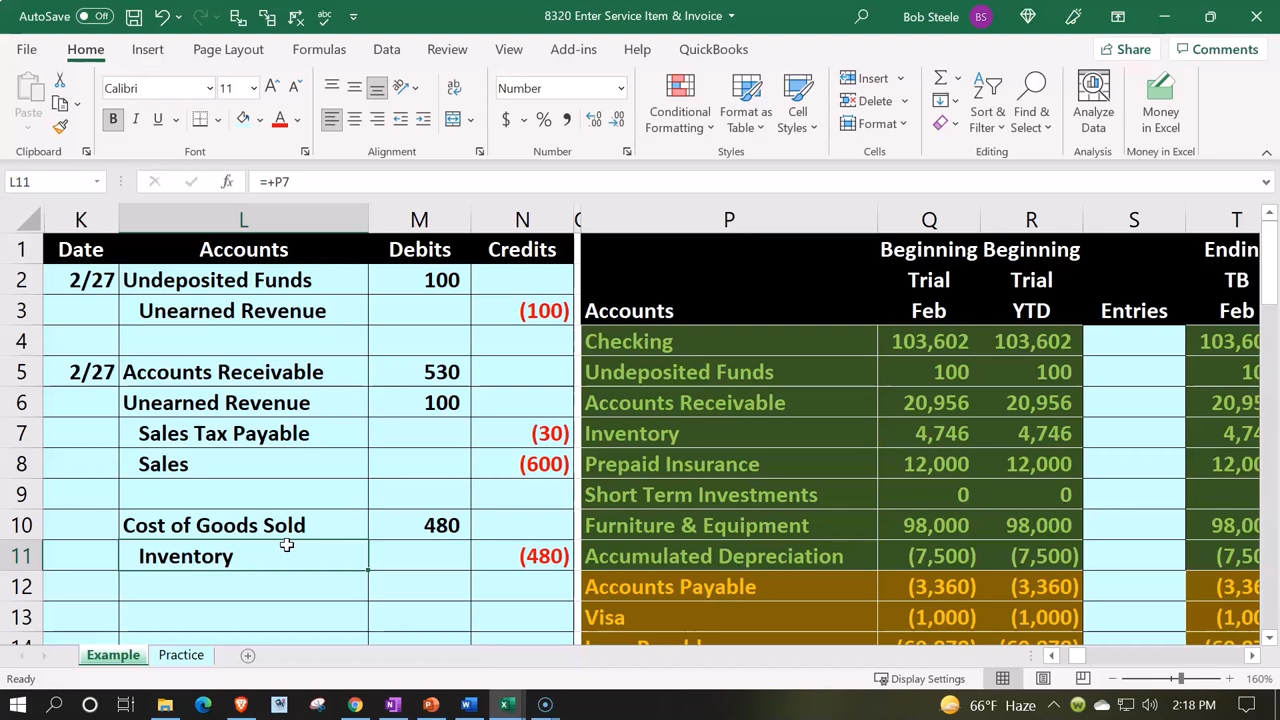 AutoSave Off 8320 Enter Service Item & Invoice Bob Steele BS
File Home Insert Page Layout Formulas Data Review View Add-ins Help QuickBooks Share Comments
Paste Calibri 11 Number Conditional Formatting Format as Table Cell Styles Insert Delete Format Sort & Filter Find & Select Analyze Data Money in Excel
Clipboard Font Alignment Number Styles Cells Editing Analysis Money in Excel
L11 =+P7
K L M N P Q R S T
1 Date Accounts Debits Credits Beginning Beginning Endin
2 2/27 Undeposited Funds 100 Trial Trial TB
3 Unearned Revenue (100) Accounts Feb YTD Entries Feb
4 Checking 103,602 103,602 103,60
5 2/27 Accounts Receivable 530 Undeposited Funds 100 100 10
6 Unearned Revenue 100 Accounts Receivable 20,956 20,956 20,95
7 Sales Tax Payable (30) Inventory 4,746 4,746 4,74
8 Sales (600) Prepaid Insurance 12,000 12,000 12,00
9 Short Term Investments 0 0
10 Cost of Goods Sold 480 Furniture & Equipment 98,000 98,000 98,00
11 Inventory (480) Accumulated Depreciation (7,500) (7,500) (7,50
12 Accounts Payable (3,360) (3,360) (3,36
13 Visa (1,000) (1,000) (1,00
Example Practice
Ready Display Settings 160%
66°F Haze 2:18 PM